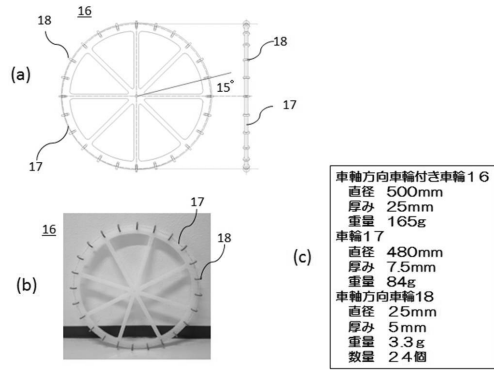 16
18
18
(a)
15°
17
17
16
17
18
(b)
(c)
車軸方向車輪付き車輪16
直径 500mm
厚み 25mm
重量 165g
車輪17
直径 480mm
厚み 7.5mm
重量 84g
車軸方向車輪18
直径 25mm
厚み 5mm
重量 3.3g
数量 24個